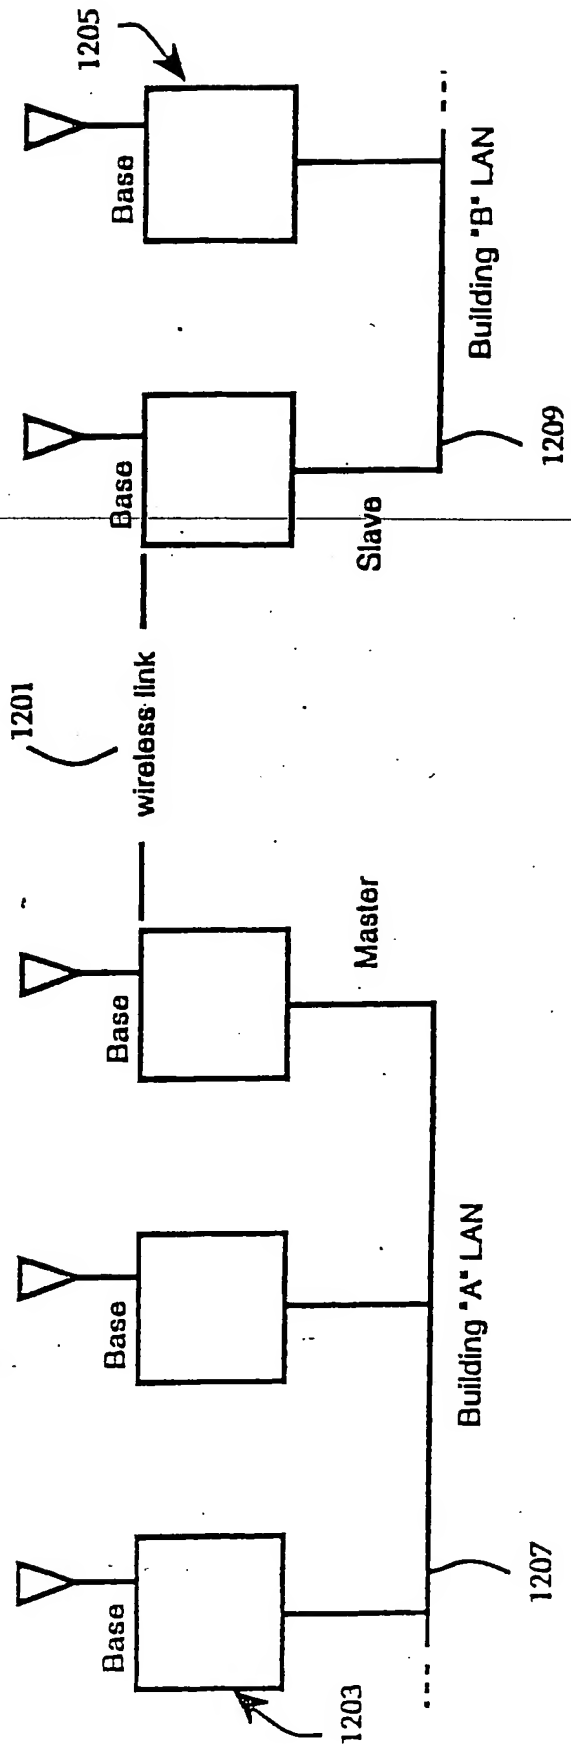 1201
1205
Base
Base
Base
wireless link
Base
Base
1203
Master
Slave
1207
Building "A" LAN
1209
Building "B" LAN